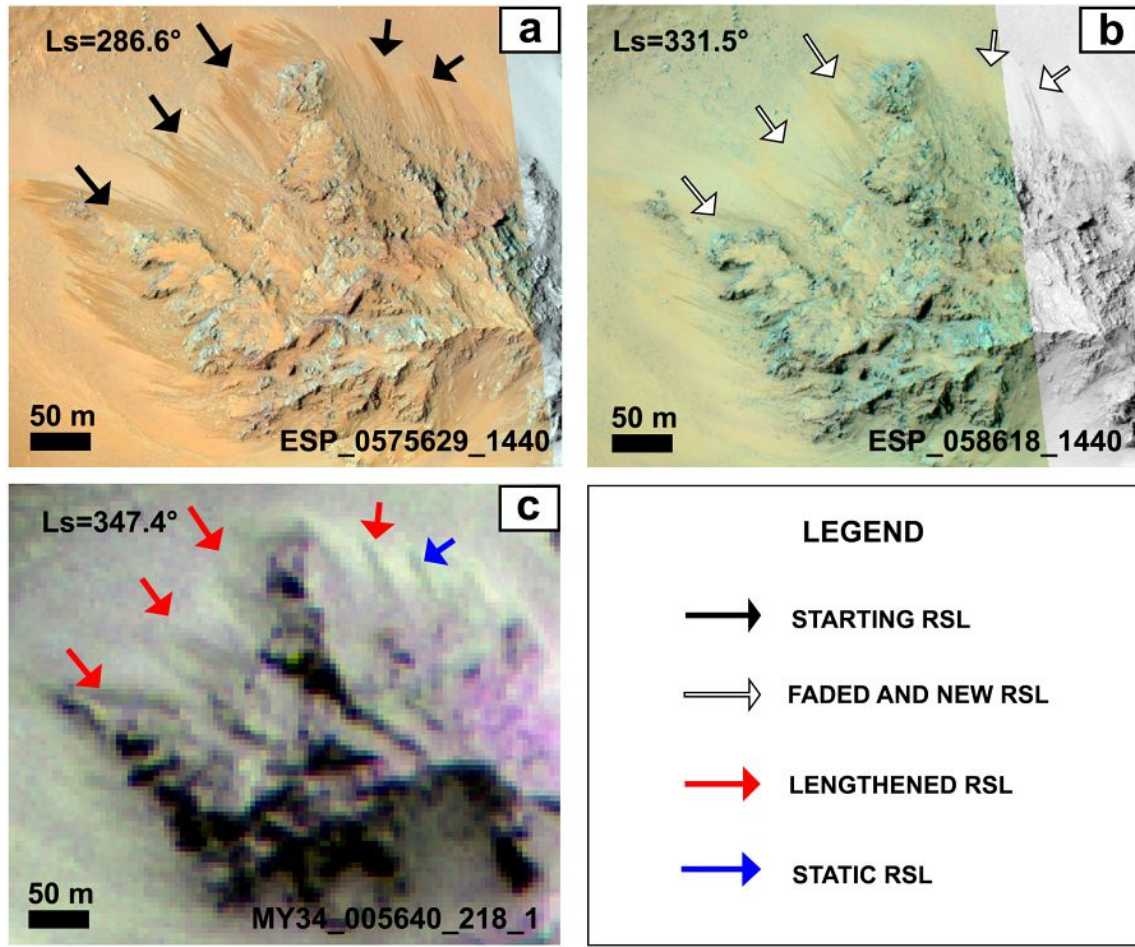 Ls=286.6°
a
50 m
ESP_0575629_1440
Ls=331.5°
b
50 m
ESP_058618_1440
Ls=347.4°
c
50 m
MY34_005640_218_1
LEGEND
STARTING RSL
FADED AND NEW RSL
LENGTHENED RSL
STATIC RSL